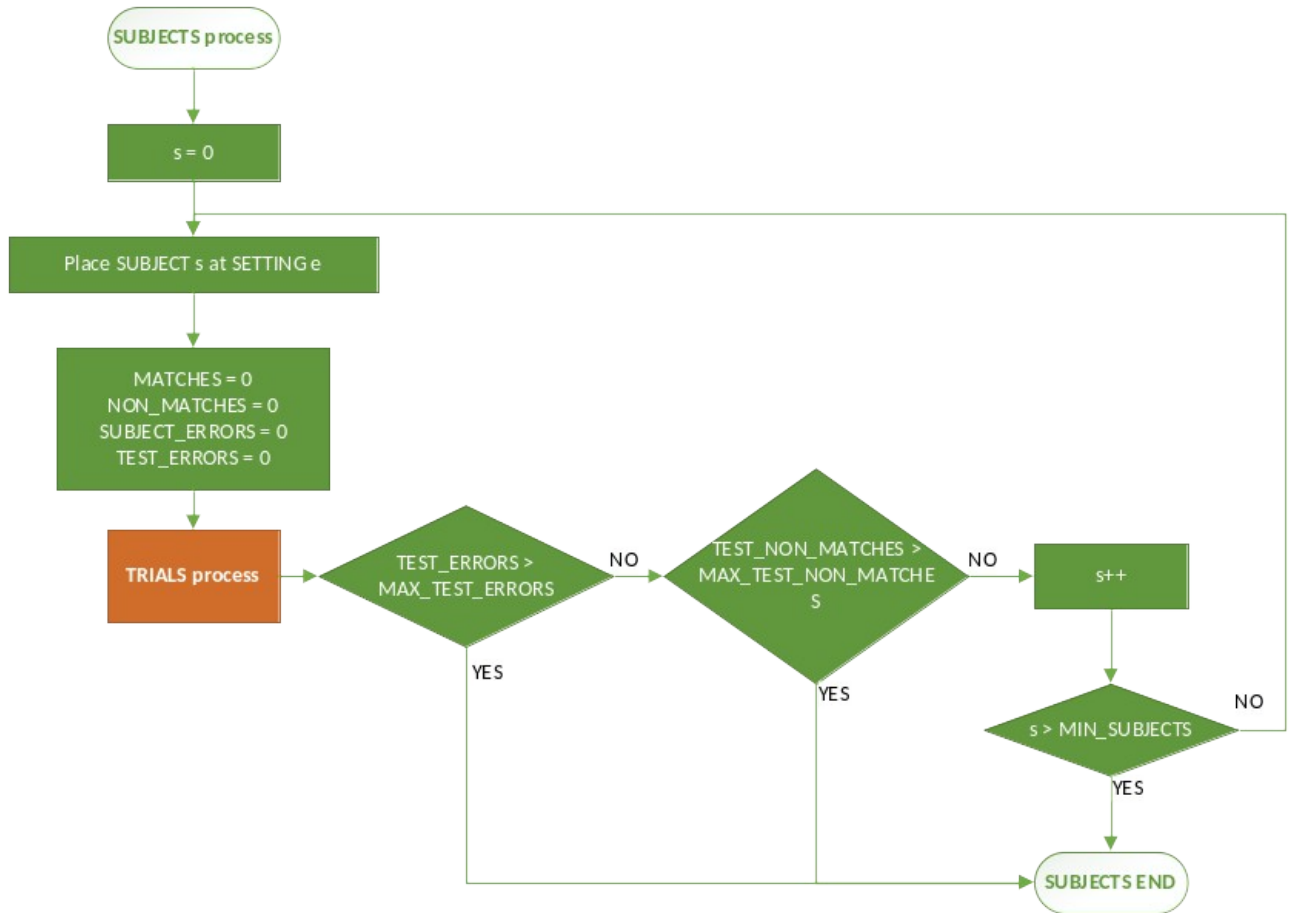 SUBJECTS process
s = 0
Place SUBJECT s at SETTING e
MATCHES = 0
NON_MATCHES = 0
SUBJECT_ERRORS = 0
TEST_ERRORS = 0
TRIALS process
TEST_ERRORS >
MAX_TEST_ERRORS
NO
YES
TEST_NON_MATCHES >
MAX_TEST_NON_MATCHE
S
NO
YES
s++
s > MIN_SUBJECTS
NO
YES
SUBJECTS END